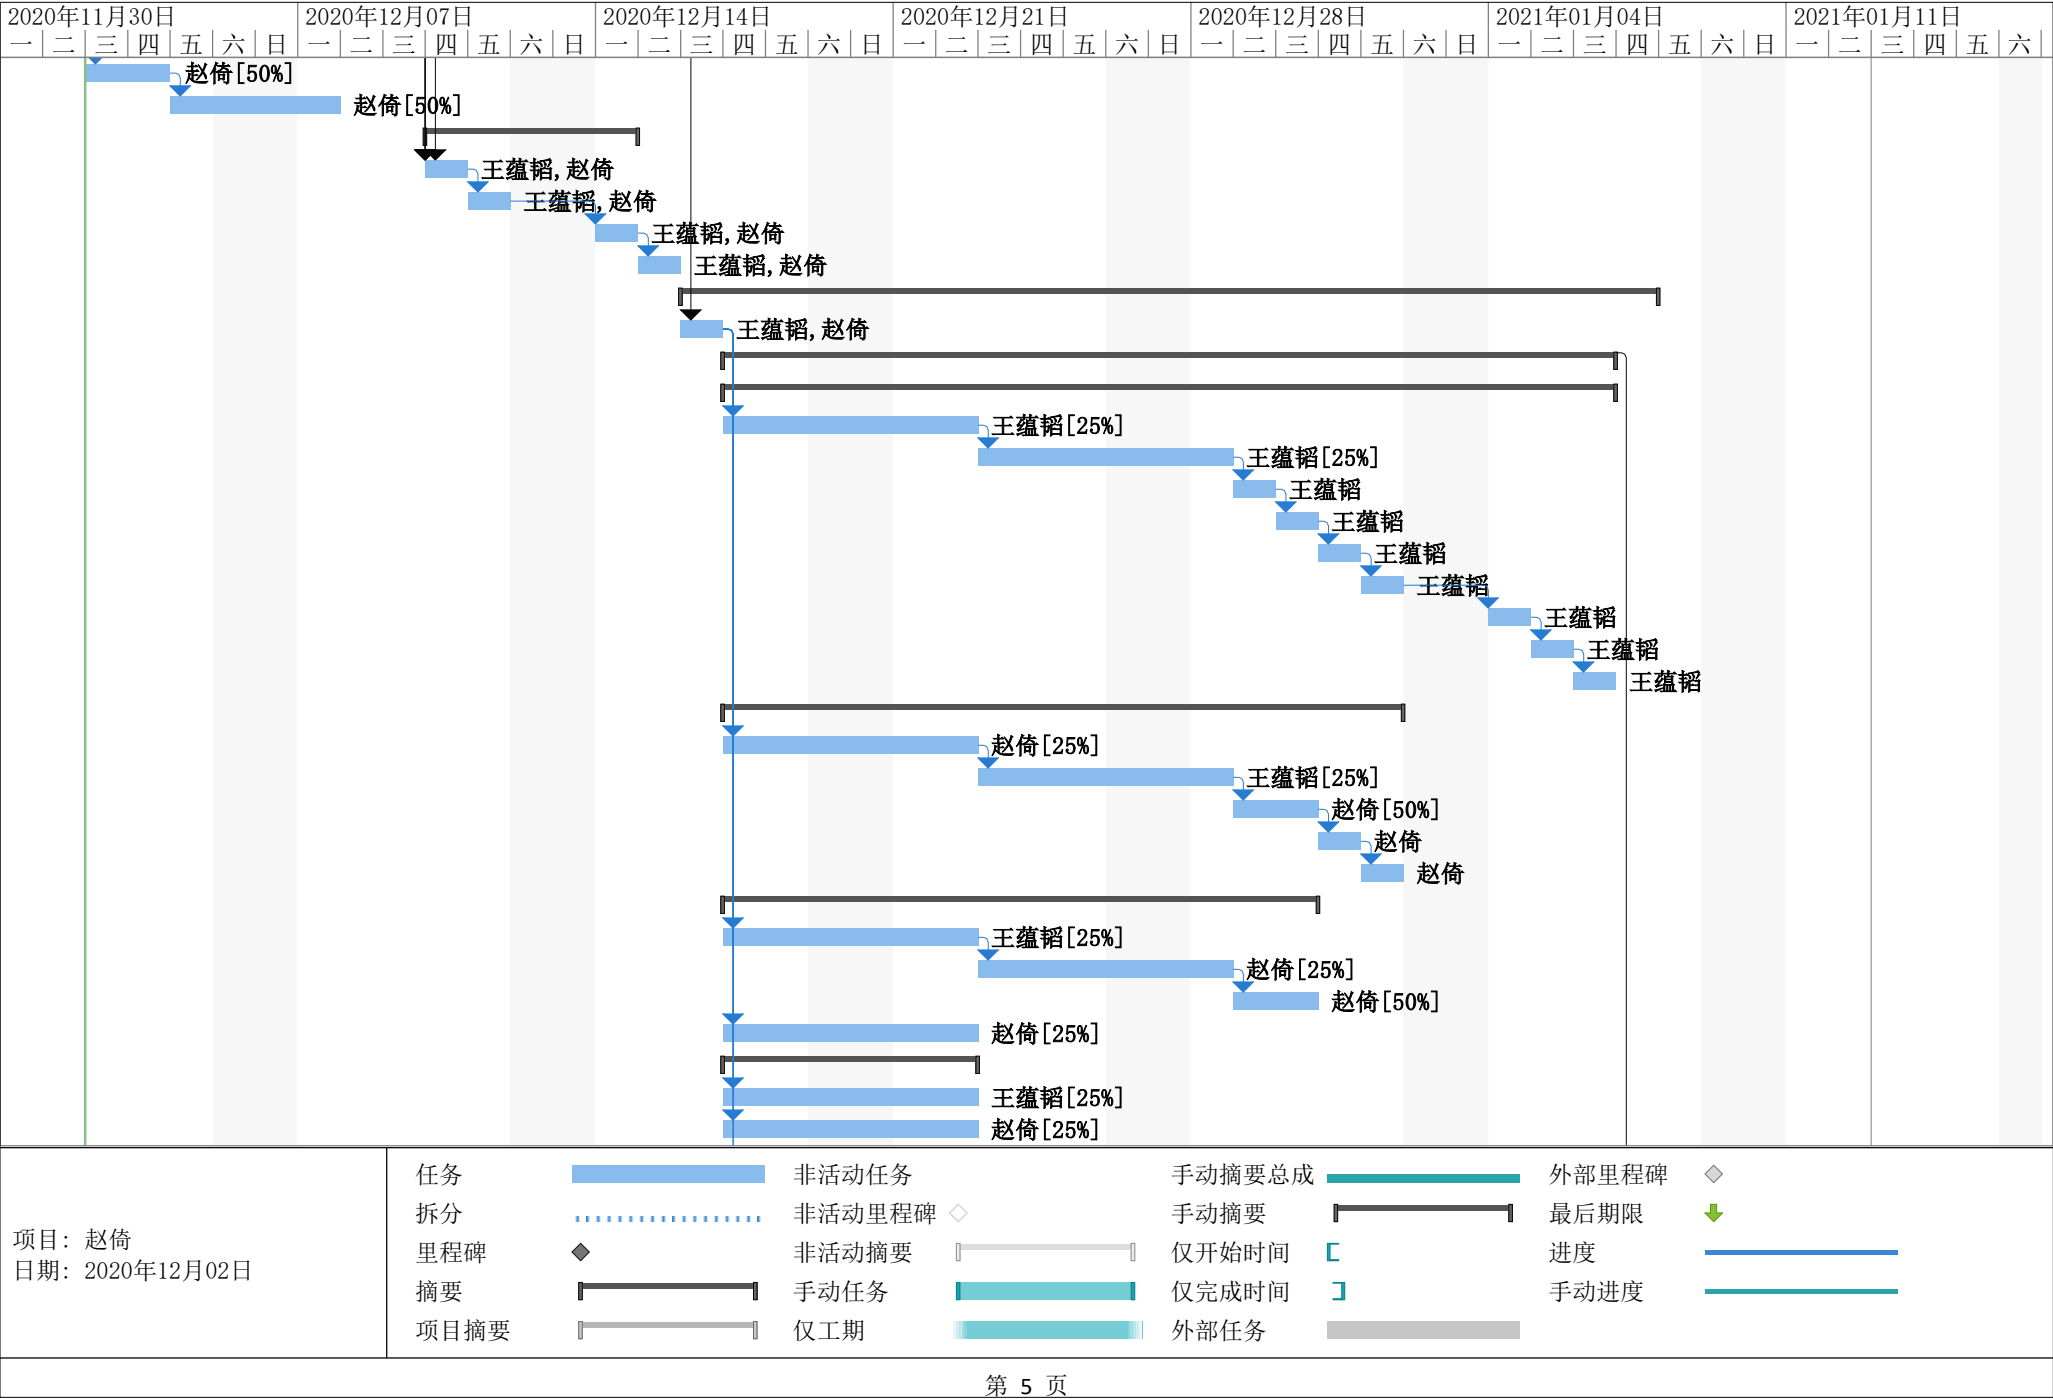 2020年11月30日 2020年12月07日 2020年12月14日 2020年12月21日 2020年12月28日 2021年01月04日 2021年01月11日
一 二 三 四 五 六 日 一 二 三 四 五 六 日 一 二 三 四 五 六 日 一 二 三 四 五 六 日 一 二 三 四 五 六 日 一 二 三 四 五 六 日 一 二 三 四 五 六
赵倚[50%]
赵倚[50%]
王蕴韬,赵倚
王蕴韬,赵倚
王蕴韬,赵倚
王蕴韬,赵倚
王蕴韬,赵倚
王蕴韬[25%]
王蕴韬[25%]
王蕴韬
王蕴韬
王蕴韬
王蕴韬
王蕴韬
王蕴韬
王蕴韬
赵倚[25%]
王蕴韬[25%]
赵倚[50%]
赵倚
赵倚
王蕴韬[25%]
赵倚[25%]
赵倚[50%]
赵倚[25%]
王蕴韬[25%]
赵倚[25%]
项目: 赵倚
日期: 2020年12月02日
任务
拆分
里程碑
摘要
项目摘要
非活动任务
非活动里程碑
非活动摘要
手动任务
仅工期
手动摘要总成
手动摘要
仅开始时间
仅完成时间
外部任务
外部里程碑
最后期限
进度
手动进度
第 5 页